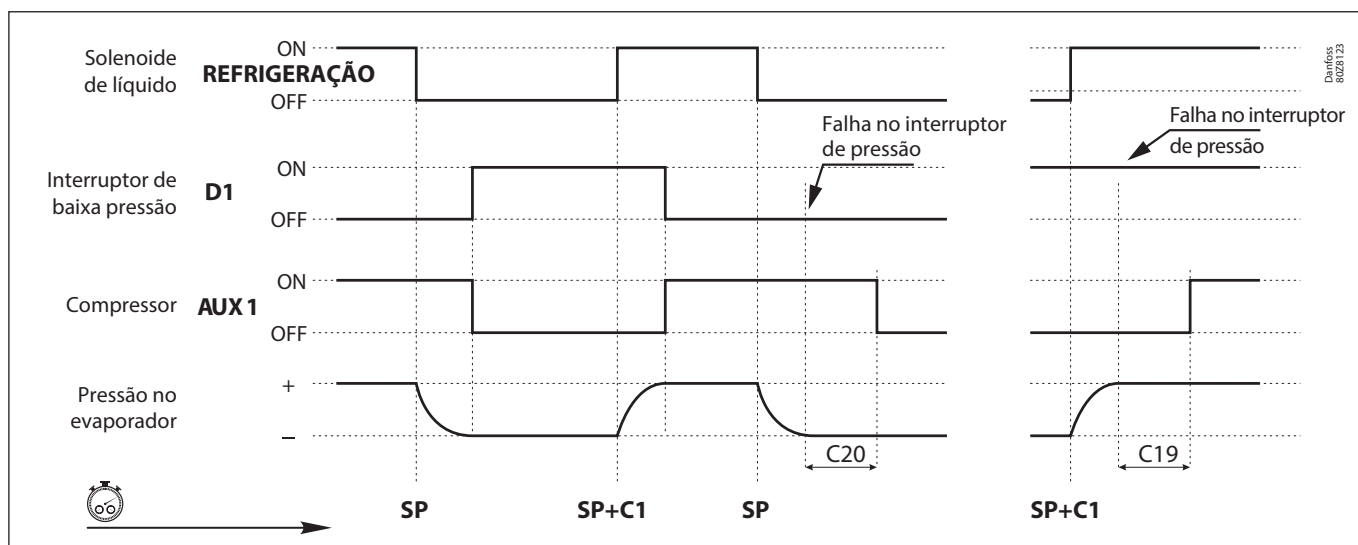 Solenoide
de líquido
REFRIGERAÇÃO
ON
OFF
Falha no interruptor
de pressão
Falha no interruptor
de pressão
Danfoss
80Z8123
Interruptor de
baixa pressão
D1
ON
OFF
Compressor
AUX 1
ON
OFF
Pressão no
evaporador
+
–
C20
C19
SP
SP+C1
SP
SP+C1